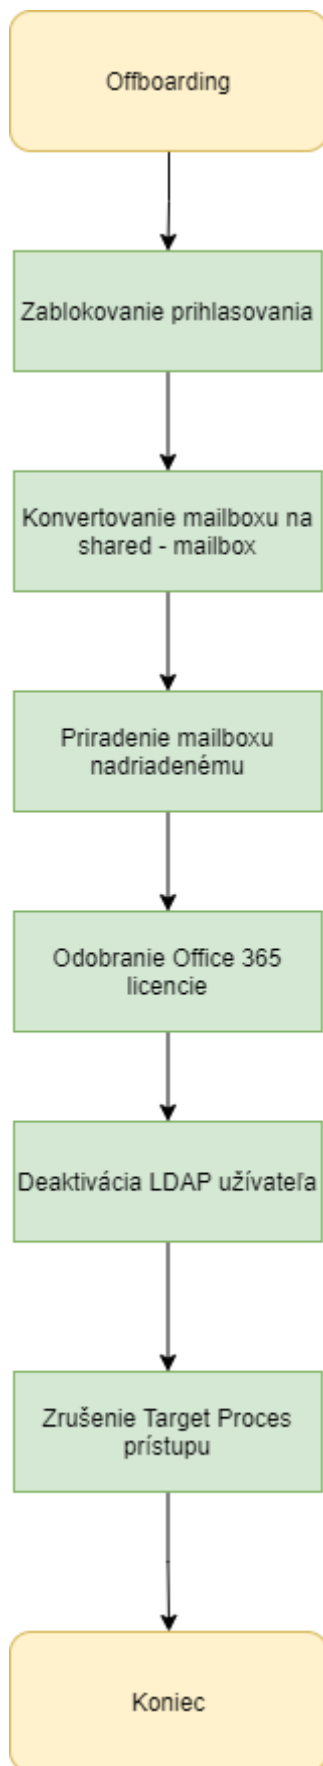 Offboarding
Zablokovanie prihlasovania
Konvertovanie mailboxu na
shared - mailbox
Priradenie mailboxu
nadriadenému
Odobranie Office 365
licencie
Deaktivácia LDAP užívateľa
Zrušenie Target Proces
prístupu
Koniec